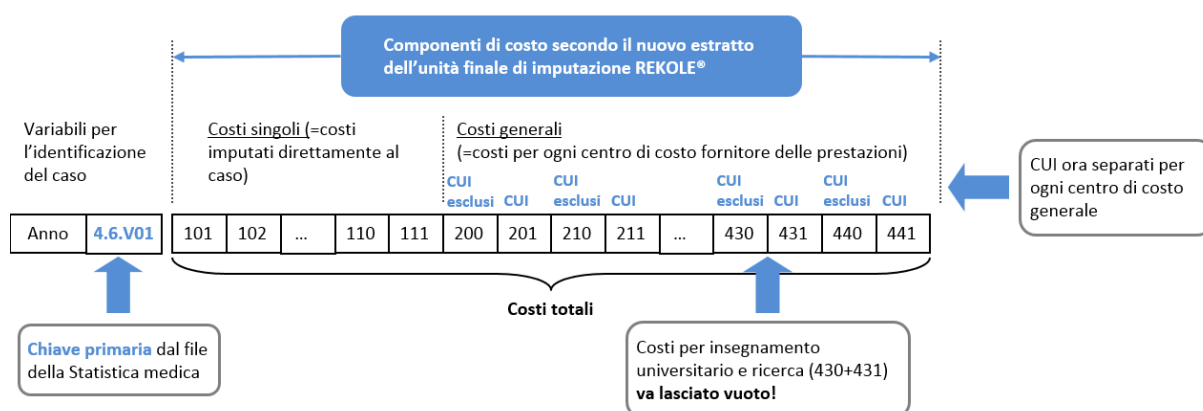 Componenti di costo secondo il nuovo estratto
dell'unità finale di imputazione REKOLE®
Variabili per
l'identificazione
del caso
Costi singoli (=costi
imputati direttamente al
caso)
Costi generali
(=costi per ogni centro di costo fornitore delle prestazioni)
CUI ora separati per
ogni centro di costo
generale
CUI
esclusi
CUI
CUI
esclusi
CUI
CUI
esclusi
CUI
CUI
esclusi
CUI
Anno 4.6.V01 101 102 ... 110 111 200 201 210 211 ... 430 431 440 441
Costi totali
Chiave primaria dal file
della Statistica medica
Costi per insegnamento
universitario e ricerca (430+431)
va lasciato vuoto!